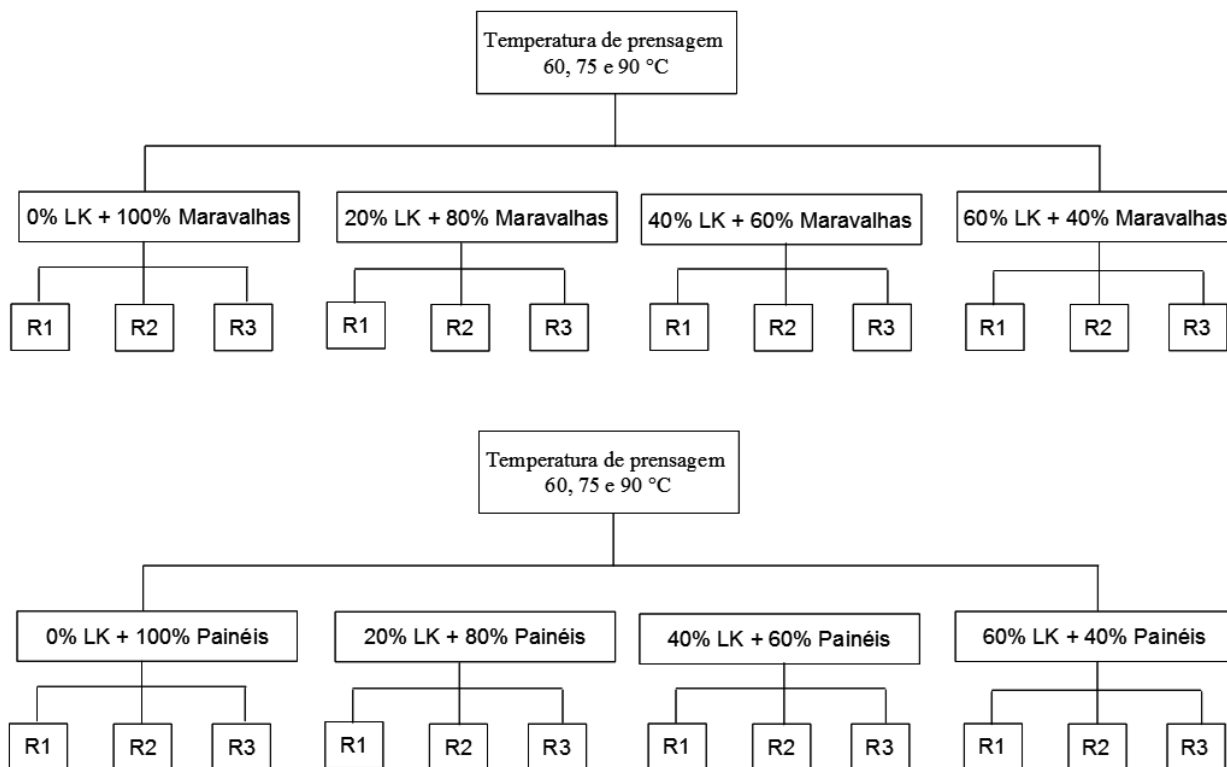 Temperatura de prensagem
60, 75 e 90 °C
0% LK + 100% Maravalhas
20% LK + 80% Maravalhas
40% LK + 60% Maravalhas
60% LK + 40% Maravalhas
R1
R2
R3
R1
R2
R3
R1
R2
R3
R1
R2
R3
Temperatura de prensagem
60, 75 e 90 °C
0% LK + 100% Painéis
20% LK + 80% Painéis
40% LK + 60% Painéis
60% LK + 40% Painéis
R1
R2
R3
R1
R2
R3
R1
R2
R3
R1
R2
R3